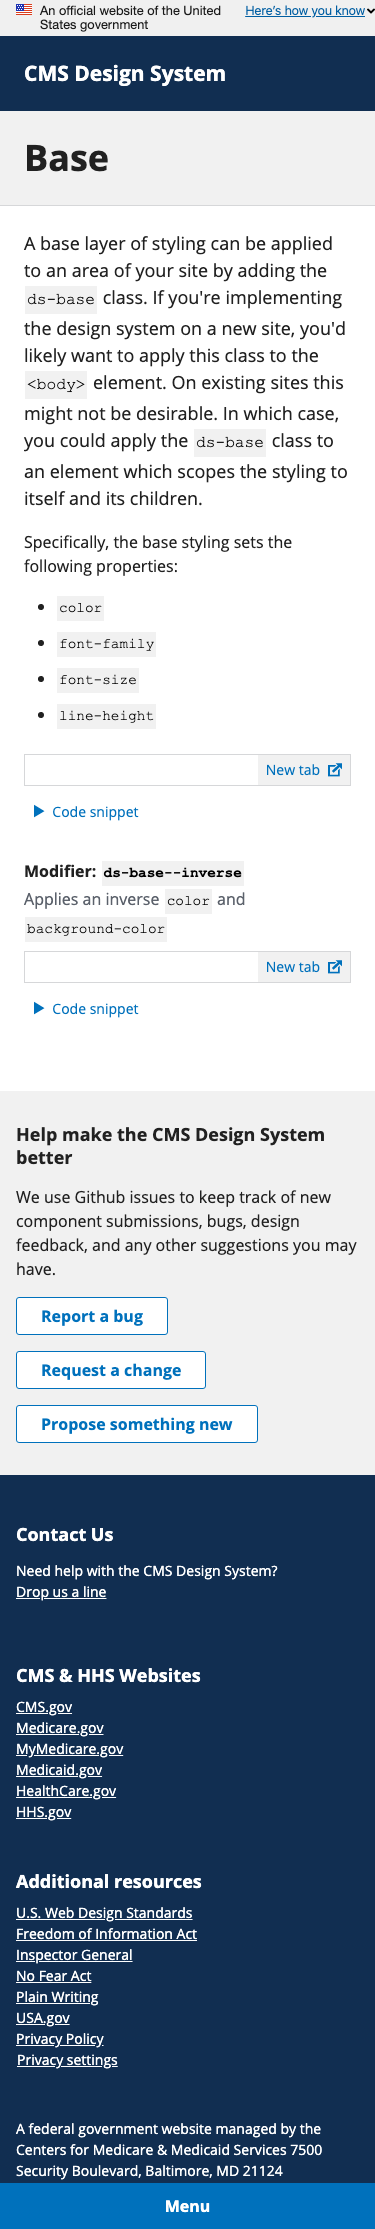 An official website of the United
States government
Here's how you know
CMS Design System
Base
A base layer of styling can be applied
to an area of your site by adding the
ds-base class. If you're implementing
the design system on a new site, you'd
likely want to apply this class to the
<body> element. On existing sites this
might not be desirable. In which case,
you could apply the ds-base class to
an element which scopes the styling to
itself and its children.
Specifically, the base styling sets the
following properties:
color
font-family
font-size
line-height
New tab
Code snippet
Modifier: ds-base--inverse
Applies an inverse color and
background-color
New tab
Code snippet
Help make the CMS Design System
better
We use Github issues to keep track of new
component submissions, bugs, design
feedback, and any other suggestions you may
have.
Report a bug
Request a change
Propose something new
Contact Us
Need help with the CMS Design System?
Drop us a line
CMS & HHS Websites
CMS.gov
Medicare.gov
MyMedicare.gov
Medicaid.gov
HealthCare.gov
HHS.gov
Additional resources
U.S. Web Design Standards
Freedom of Information Act
Inspector General
No Fear Act
Plain Writing
USA.gov
Privacy Policy
Privacy settings
A federal government website managed by the
Centers for Medicare & Medicaid Services 7500
Security Boulevard, Baltimore, MD 21124
Menu